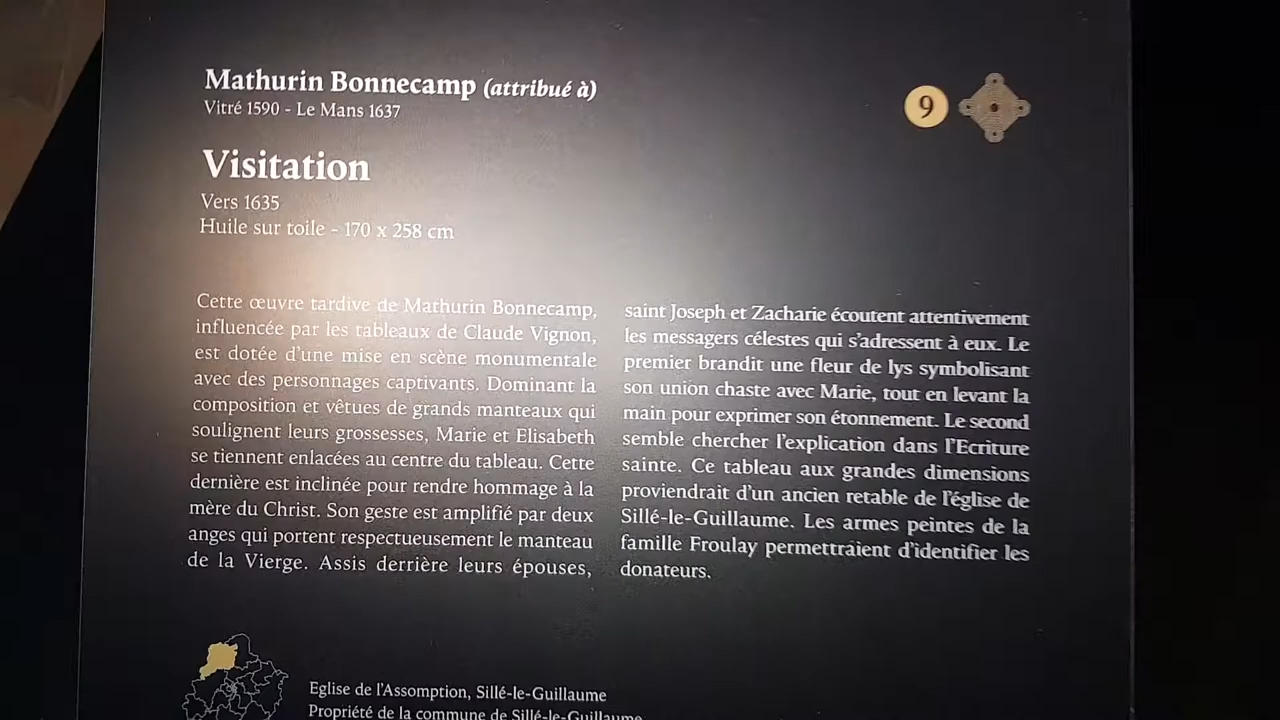 Mathurin Bonnecamp (attribué à)
Vitré 1590 - Le Mans 1637
9
Visitation
Vers 1635
Huile sur toile - 170 x 258 cm
Cette œuvre tardive de Mathurin Bonnecamp,
influencée par les tableaux de Claude Vignon,
est dotée d'une mise en scène monumentale
avec des personnages captivants. Dominant la
composition et vêtues de grands manteaux qui
soulignent leurs grossesses, Marie et Elisabeth
se tiennent enlacées au centre du tableau. Cette
dernière est inclinée pour rendre hommage à la
mère du Christ. Son geste est amplifié par deux
anges qui portent respectueusement le manteau
de la Vierge. Assis derrière leurs épouses,
saint Joseph et Zacharie écoutent attentivement
les messagers célestes qui s'adressent à eux. Le
premier brandit une fleur de lys symbolisant
son union chaste avec Marie, tout en levant la
main pour exprimer son étonnement. Le second
semble chercher l'explication dans l'Ecriture
sainte. Ce tableau aux grandes dimensions
proviendrait d'un ancien retable de l'église de
Sillé-le-Guillaume. Les armes peintes de la
famille Froulay permettraient d'identifier les
donateurs.
Eglise de l'Assomption, Sillé-le-Guillaume
Propriété de la commune de Sillé-le-Guillaume